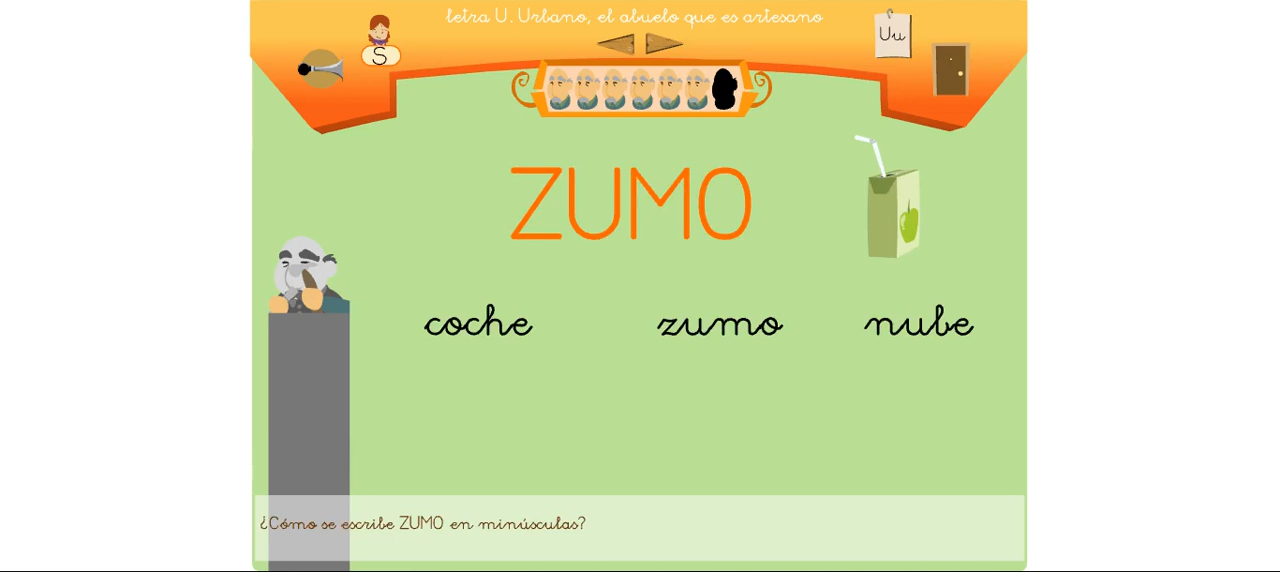 letra U. Urbano, el abuelo que es artesano
S
Uu
ZUMO
coche zumo nube
¿Cómo se escribe ZUMO en minúsculas?